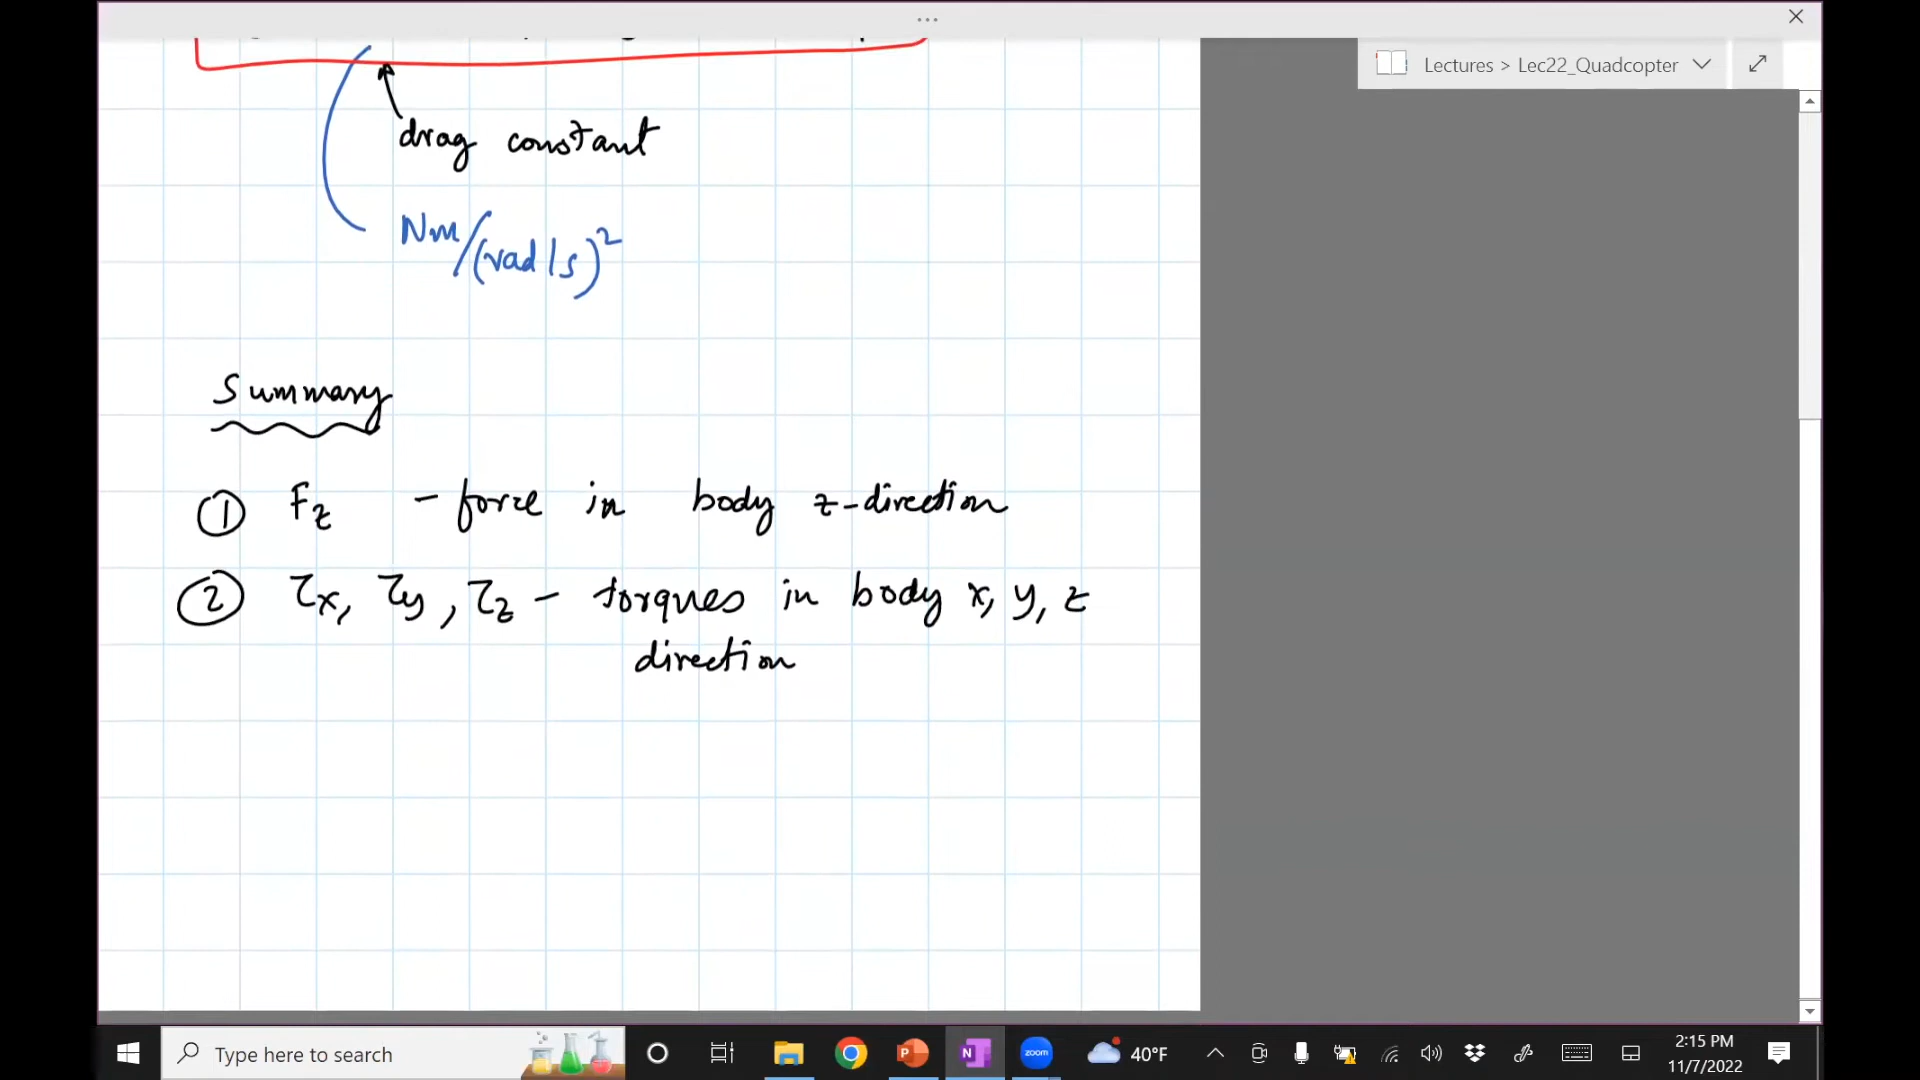 Lectures > Lec22_Quadcopter
drag constant
Nm/(rad/s)²
Summary
① Fz - force in body z-direction
② τx, τy, τz - torques in body x, y, z
direction
Type here to search
P
N
zoom
40°F
2:15 PM
11/7/2022